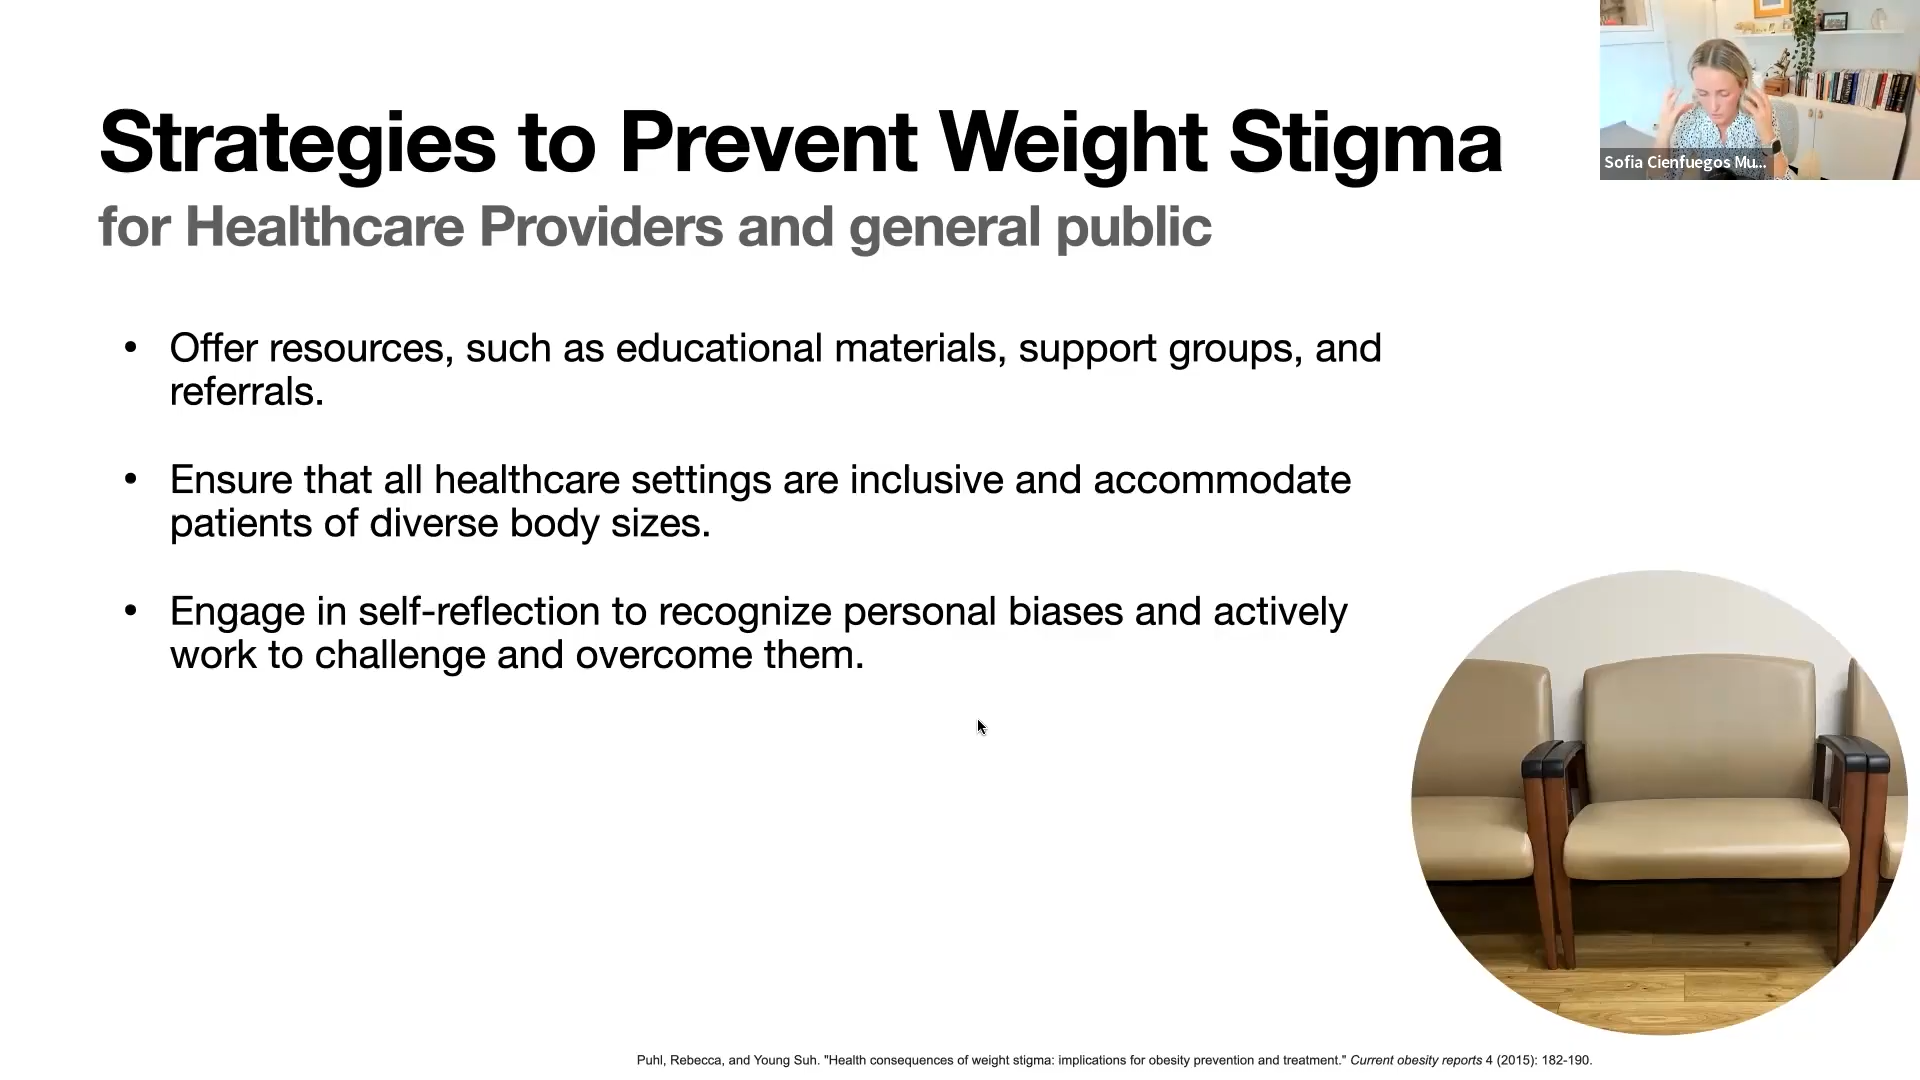 Strategies to Prevent Weight Stigma
for Healthcare Providers and general public
Sofia Cienfuegos Mu...
• Offer resources, such as educational materials, support groups, and
referrals.
• Ensure that all healthcare settings are inclusive and accommodate
patients of diverse body sizes.
• Engage in self-reflection to recognize personal biases and actively
work to challenge and overcome them.
Puhl, Rebecca, and Young Suh. "Health consequences of weight stigma: implications for obesity prevention and treatment." Current obesity reports 4 (2015): 182-190.